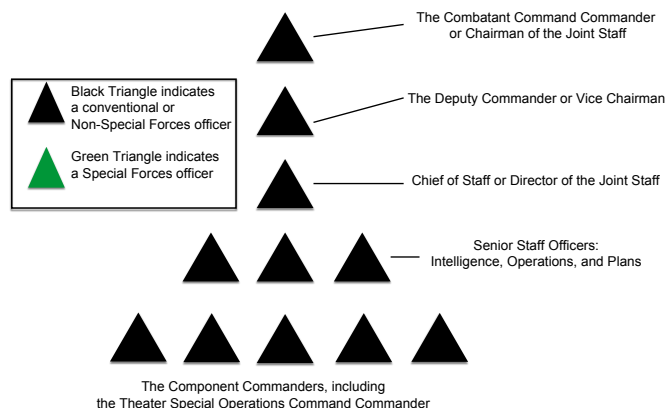 The Combatant Command Commander
or Chairman of the Joint Staff
Black Triangle indicates
a conventional or
Non-Special Forces officer
The Deputy Commander or Vice Chairman
Green Triangle indicates
a Special Forces officer
Chief of Staff or Director of the Joint Staff
Senior Staff Officers:
Intelligence, Operations, and Plans
The Component Commanders, including
the Theater Special Operations Command Commander